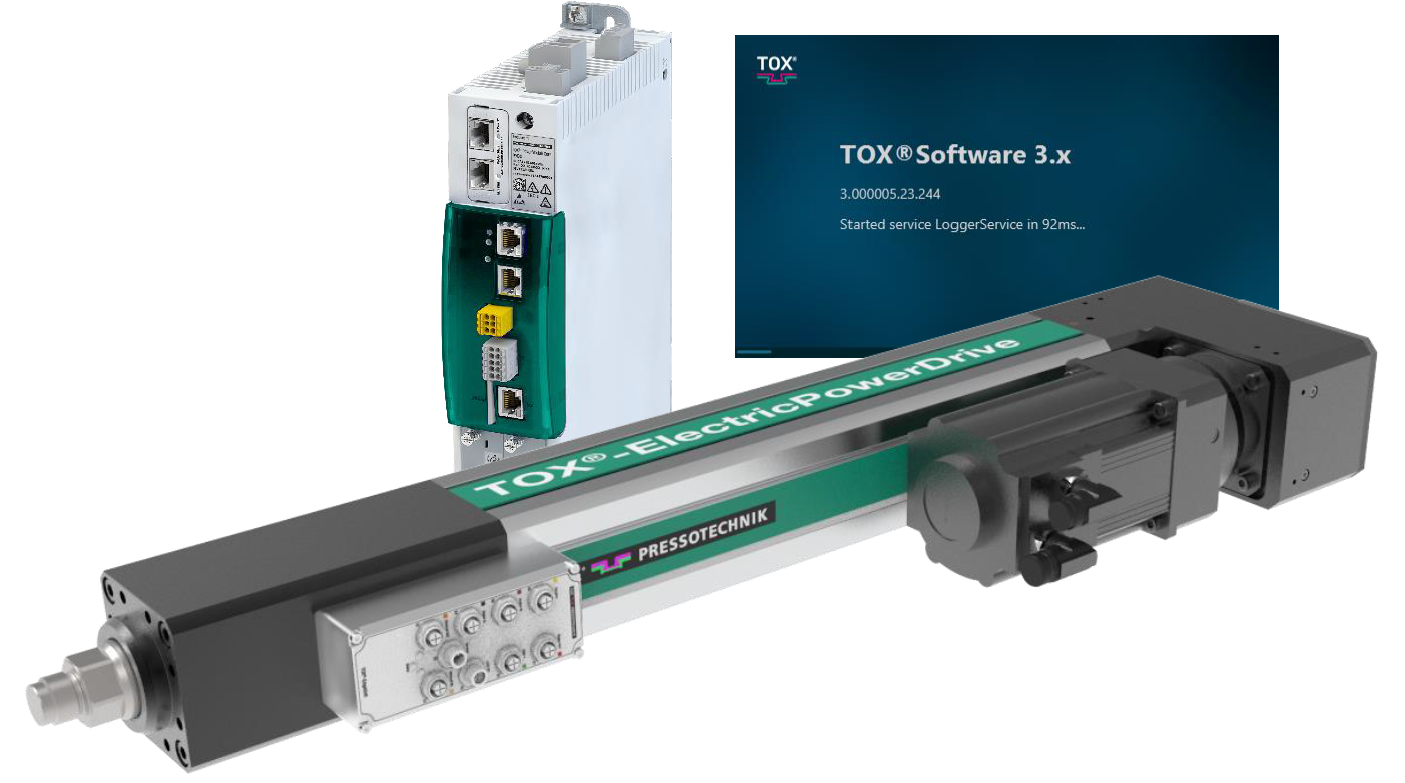 TOX®
TOX®Software 3.x
3.000005.23.244
Started service LoggerService in 92ms...
TOX®-ElectricPowerDrive
PRESSOTECHNIK